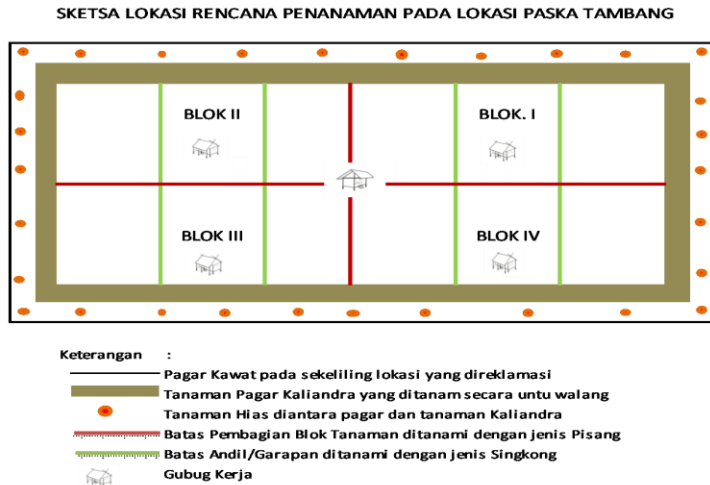 SKETSA LOKASI RENCANA PENANAMAN PADA LOKASI PASKA TAMBANG
BLOK II
BLOK. I
BLOK III
BLOK IV
Keterangan :
Pagar Kawat pada sekeliling lokasi yang direklamasi
Tanaman Pagar Kaliandra yang ditanam secara untu walang
Tanaman Hias diantara pagar dan tanaman Kaliandra
Batas Pembagian Blok Tanaman ditanami dengan jenis Pisang
Batas Andil/Garapan ditanami dengan jenis Singkong
Gubug Kerja